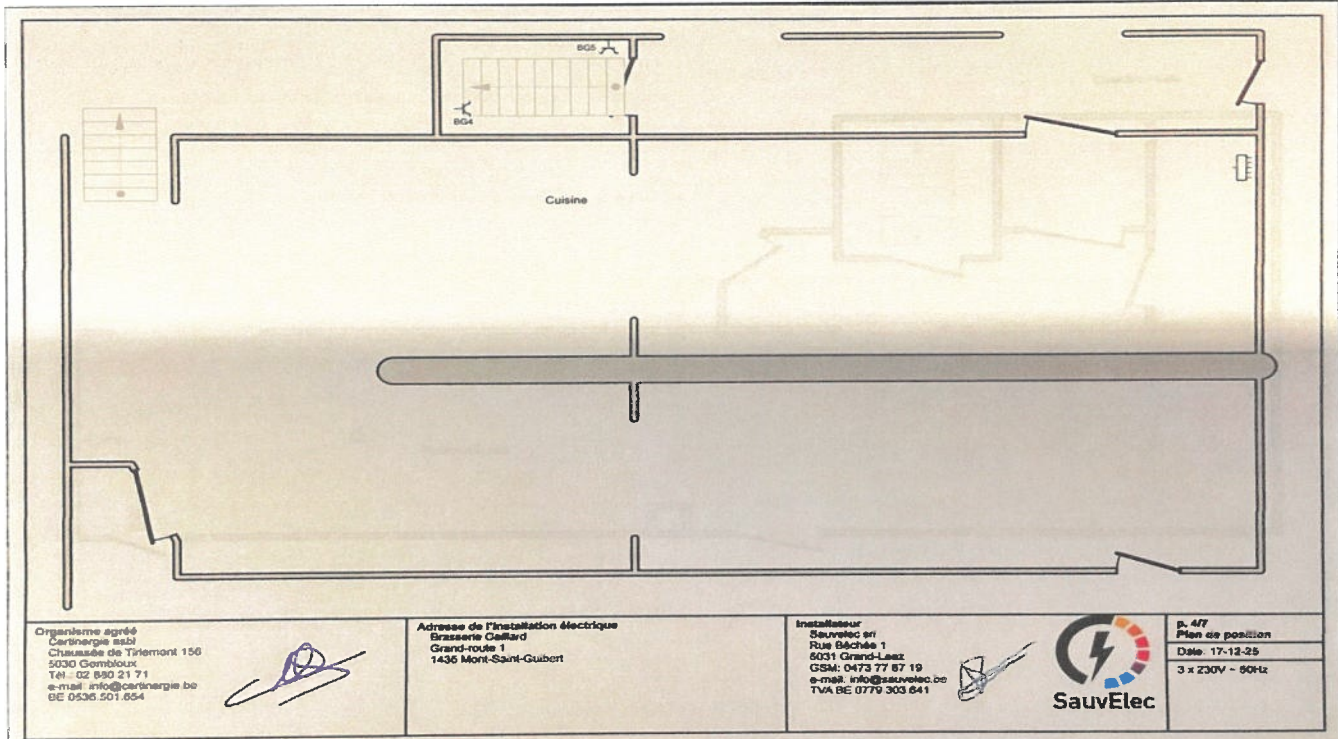 BG5
BG4
Cuisine
Organisme agréé
Certinergie asbl
Chaussée de Tirlemont 156
5030 Gembloux
Tél.: 02 880 21 71
e-mail: info@certinergie.be
BE 0536.501.654
Adresse de l'installation électrique
Brasserie Gaillard
Grand-route 1
1435 Mont-Saint-Guibert
Installateur
Sauvelec srl
Rue Bêchée 1
5031 Grand-Leez
GSM: 0473 77 87 19
e-mail: info@sauvelec.be
TVA BE 0779 303 641
SauvElec
p. 4/7
Plan de position
Date: 17-12-25
3 x 230V ~ 50Hz